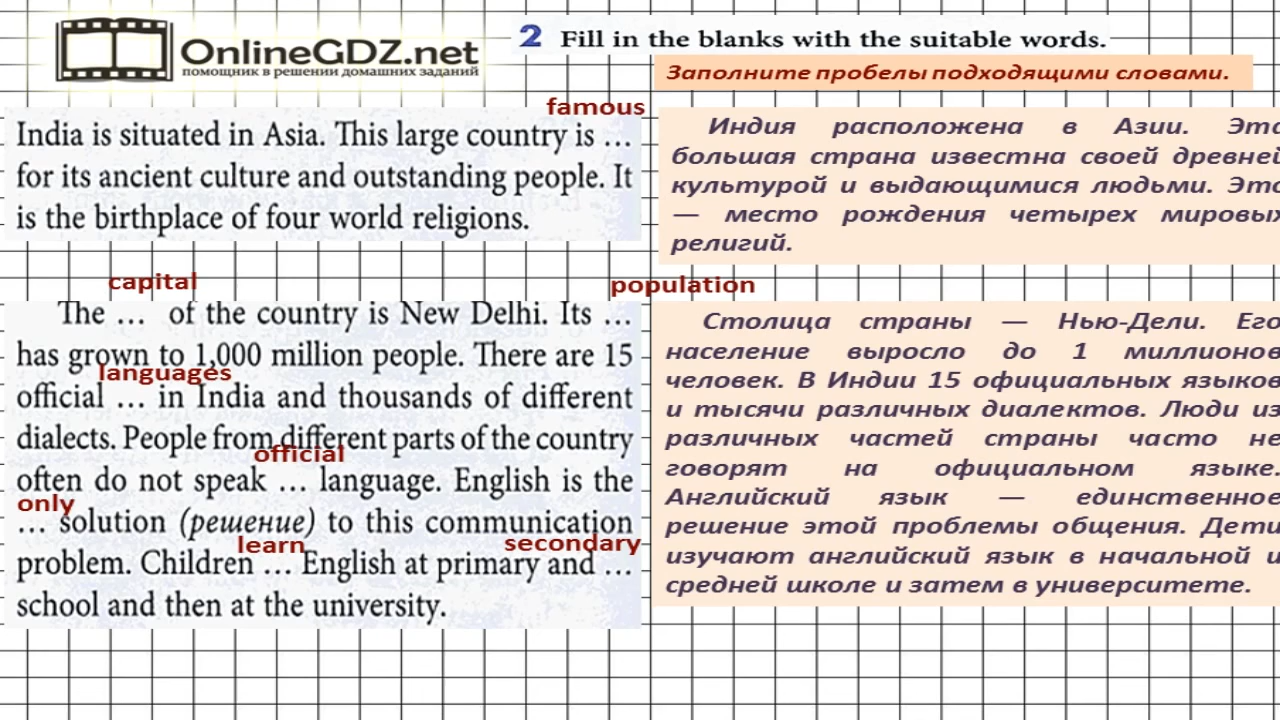 OnlineGDZ.net
помощник в решении домашних заданий
2 Fill in the blanks with the suitable words.
Заполните пробелы подходящими словами.
famous
India is situated in Asia. This large country is ...
for its ancient culture and outstanding people. It
is the birthplace of four world religions.
Индия расположена в Азии. Эта
большая страна известна своей древней
культурой и выдающимися людьми. Это
— место рождения четырех мировых
религий.
capital
population
The ... of the country is New Delhi. Its ...
has grown to 1,000 million people. There are 15
languages
official ... in India and thousands of different
dialects. People from different parts of the country
official
often do not speak ... language. English is the
only
... solution (решение) to this communication
learn
secondary
problem. Children ... English at primary and ...
school and then at the university.
Столица страны — Нью-Дели. Его
население выросло до 1 миллионов
человек. В Индии 15 официальных языков
и тысячи различных диалектов. Люди из
различных частей страны часто не
говорят на официальном языке.
Английский язык — единственное
решение этой проблемы общения. Дети
изучают английский язык в начальной и
средней школе и затем в университете.